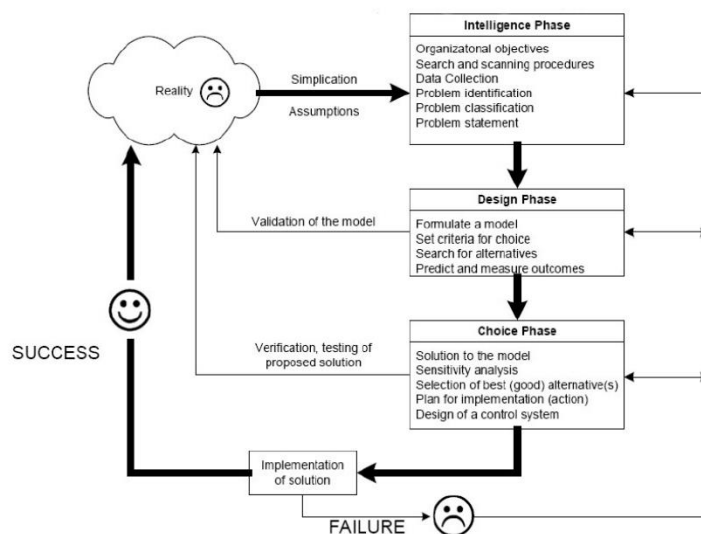 Intelligence Phase
Organizatonal objectives
Search and scanning procedures
Data Collection
Problem identification
Problem classification
Problem statement
Reality
Simplication
Assumptions
Design Phase
Formulate a model
Set criteria for choice
Search for alternatives
Predict and measure outcomes
Validation of the model
Choice Phase
Solution to the model
Sensitivity analysis
Selection of best (good) alternative(s)
Plan for implementation (action)
Design of a control system
Verification, testing of
proposed solution
SUCCESS
Implementation
of solution
FAILURE